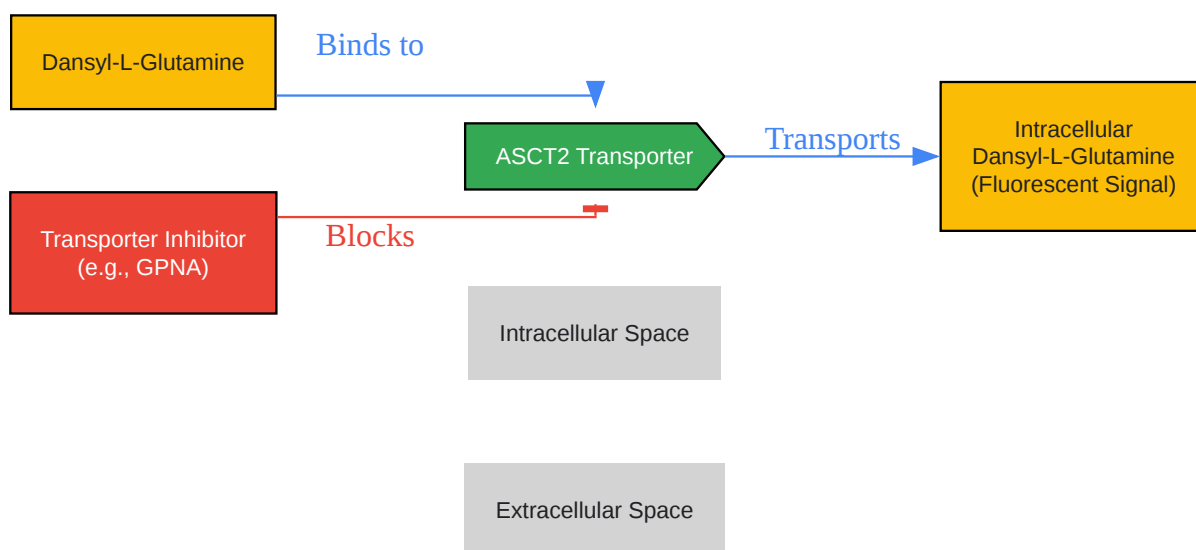 Dansyl-L-Glutamine
Binds to
ASCT2 Transporter
Transports
Intracellular
Dansyl-L-Glutamine
(Fluorescent Signal)
Transporter Inhibitor
(e.g., GPNA)
Blocks
Intracellular Space
Extracellular Space